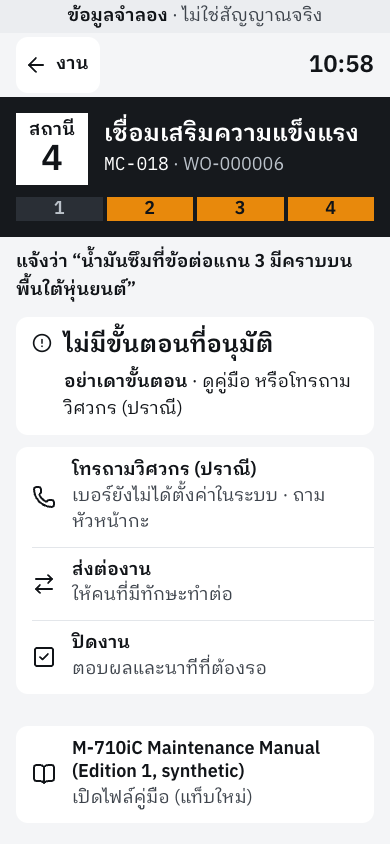 ข้อมูลจำลอง · ไม่ใช่สัญญาณจริง
← งาน
10:58
สถานี
4
เชื่อมเสริมความแข็งแรง
MC-018 · WO-000006
1 2 3 4
แจ้งว่า “น้ำมันซึมที่ข้อต่อแกน 3 มีคราบบน
พื้นใต้หุ่นยนต์”
ไม่มีขั้นตอนที่อนุมัติ
อย่าเดาขั้นตอน · ดูคู่มือ หรือโทรถาม
วิศวกร (ปราณี)
โทรถามวิศวกร (ปราณี)
เบอร์ยังไม่ได้ตั้งค่าในระบบ · ถาม
หัวหน้ากะ
ส่งต่องาน
ให้คนที่มีทักษะทำต่อ
ปิดงาน
ตอบผลและนาทีที่ต้องรอ
M-710iC Maintenance Manual
(Edition 1, synthetic)
เปิดไฟล์คู่มือ (แท็บใหม่)